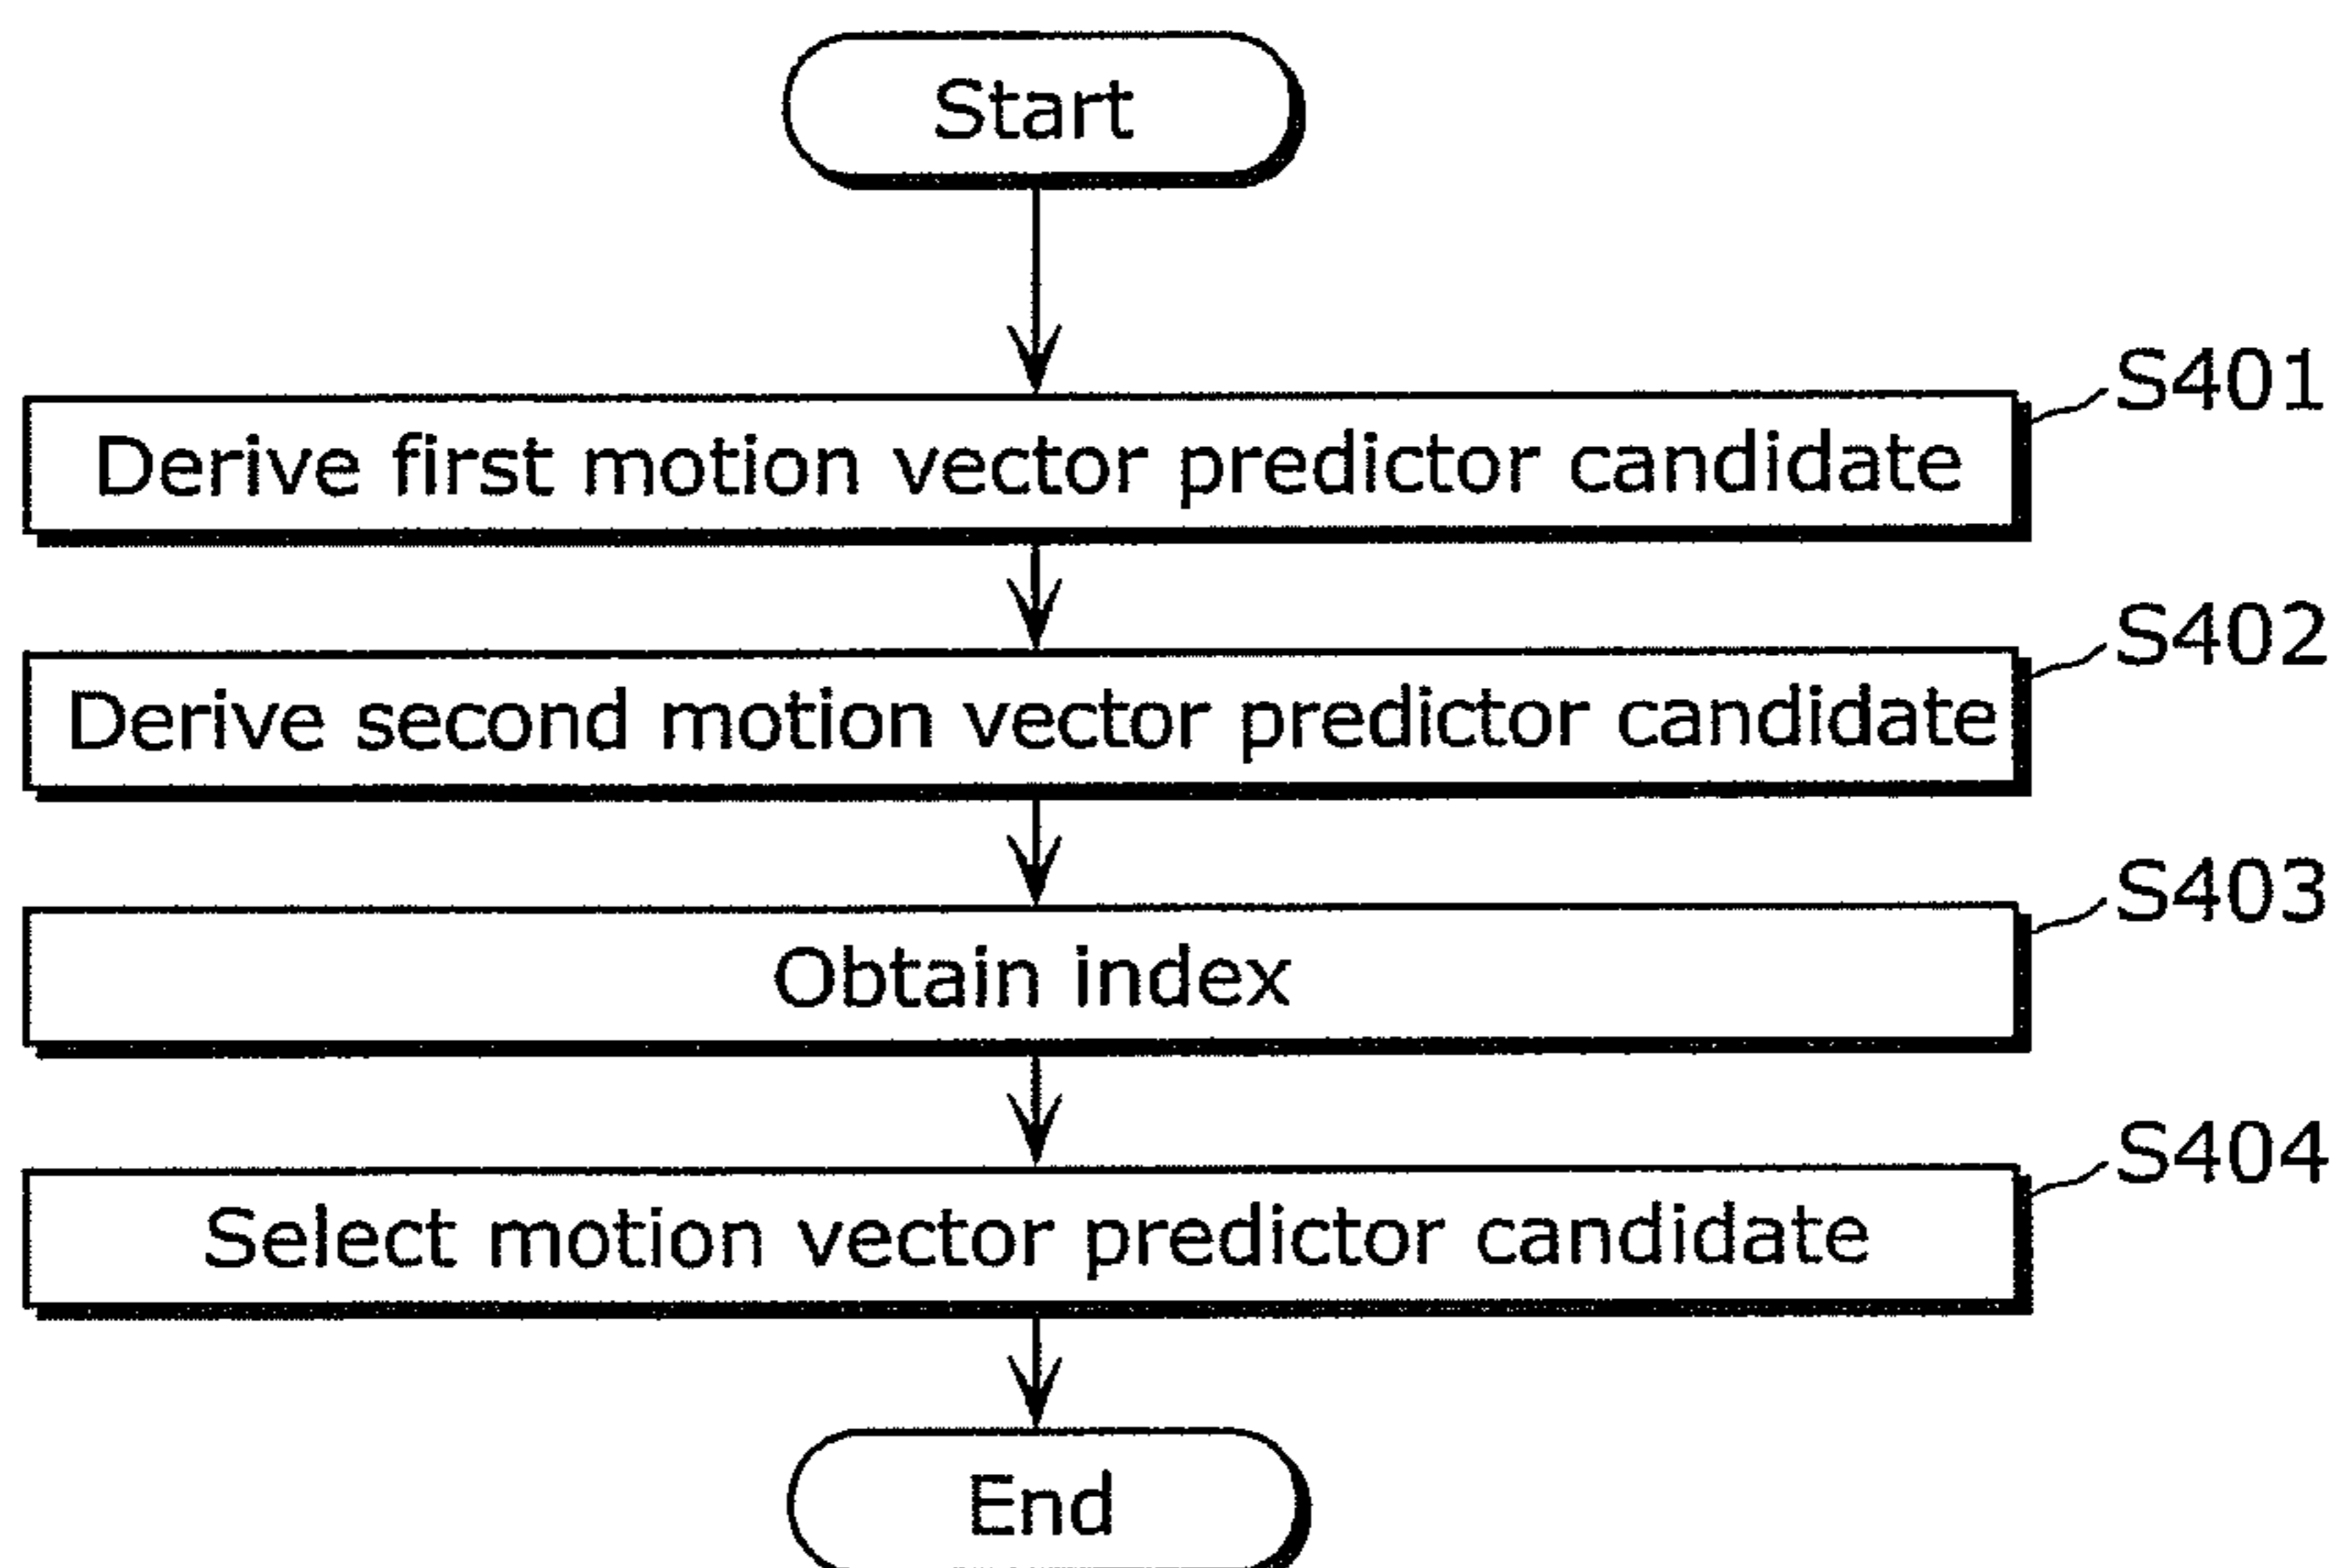 Start
S401
Derive first motion vector predictor candidate
S402
Derive second motion vector predictor candidate
S403
Obtain index
S404
Select motion vector predictor candidate
End